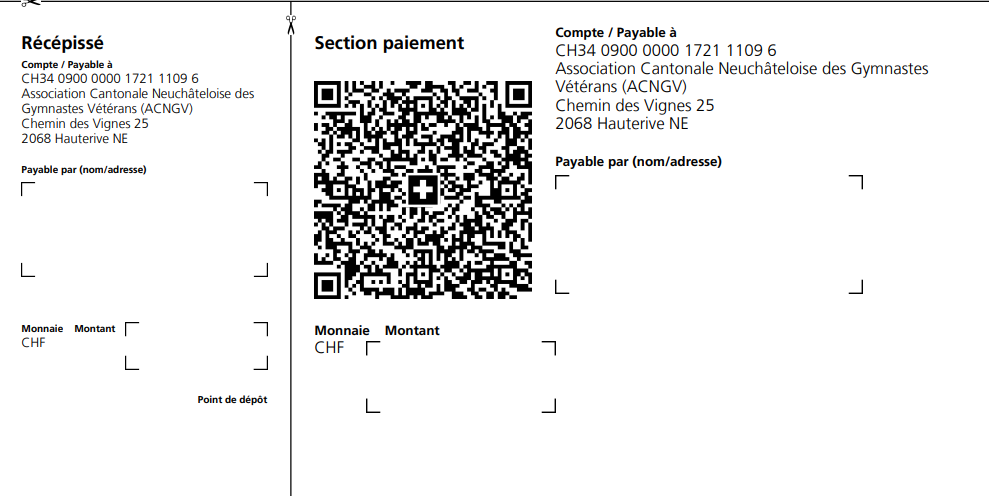 Récépissé
Compte / Payable à
CH34 0900 0000 1721 1109 6
Association Cantonale Neuchâteloise des
Gymnastes Vétérans (ACNGV)
Chemin des Vignes 25
2068 Hauterive NE
Payable par (nom/adresse)
Monnaie Montant
CHF
Point de dépôt
Section paiement
Monnaie Montant
CHF
Compte / Payable à
CH34 0900 0000 1721 1109 6
Association Cantonale Neuchâteloise des Gymnastes
Vétérans (ACNGV)
Chemin des Vignes 25
2068 Hauterive NE
Payable par (nom/adresse)